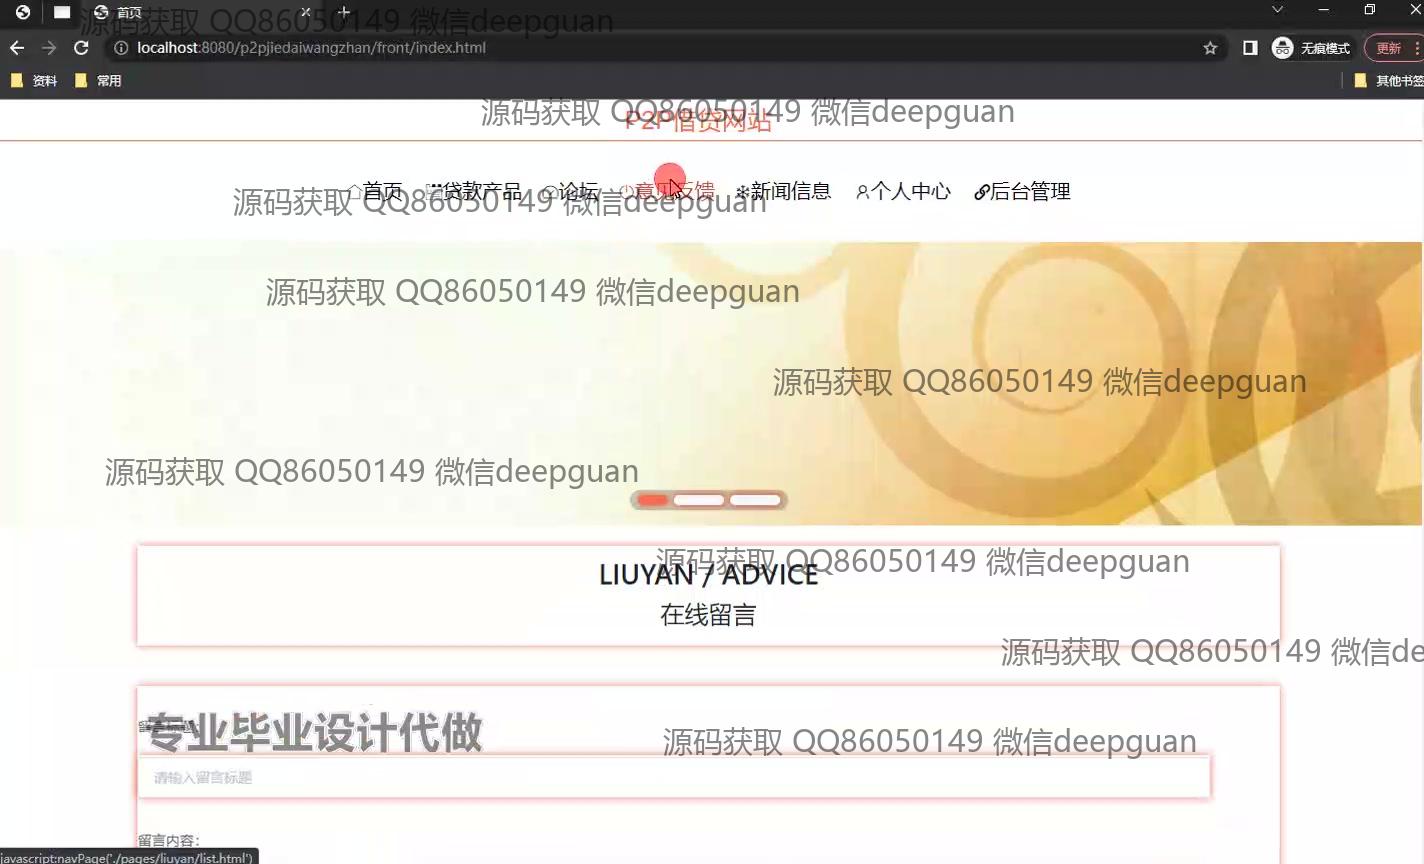 首页
源码获取 QQ86050149 微信deepguan
localhost:8080/p2pjiedaiwangzhan/front/index.html
无痕模式
更新
资料
常用
其他书签
源码获取 QQ86050149 微信deepguan
P2P借贷网站
首页
贷款产品
论坛
意见反馈
新闻信息
个人中心
后台管理
源码获取 QQ86050149 微信deepguan
源码获取 QQ86050149 微信deepguan
源码获取 QQ86050149 微信deepguan
源码获取 QQ86050149 微信deepguan
源码获取 QQ86050149 微信deepguan
LIUYAN / ADVICE
在线留言
源码获取 QQ86050149 微信de
留言标题:
专业毕业设计代做
源码获取 QQ86050149 微信deepguan
请输入留言标题
留言内容:
javascript:navPage('./pages/liuyan/list.html')